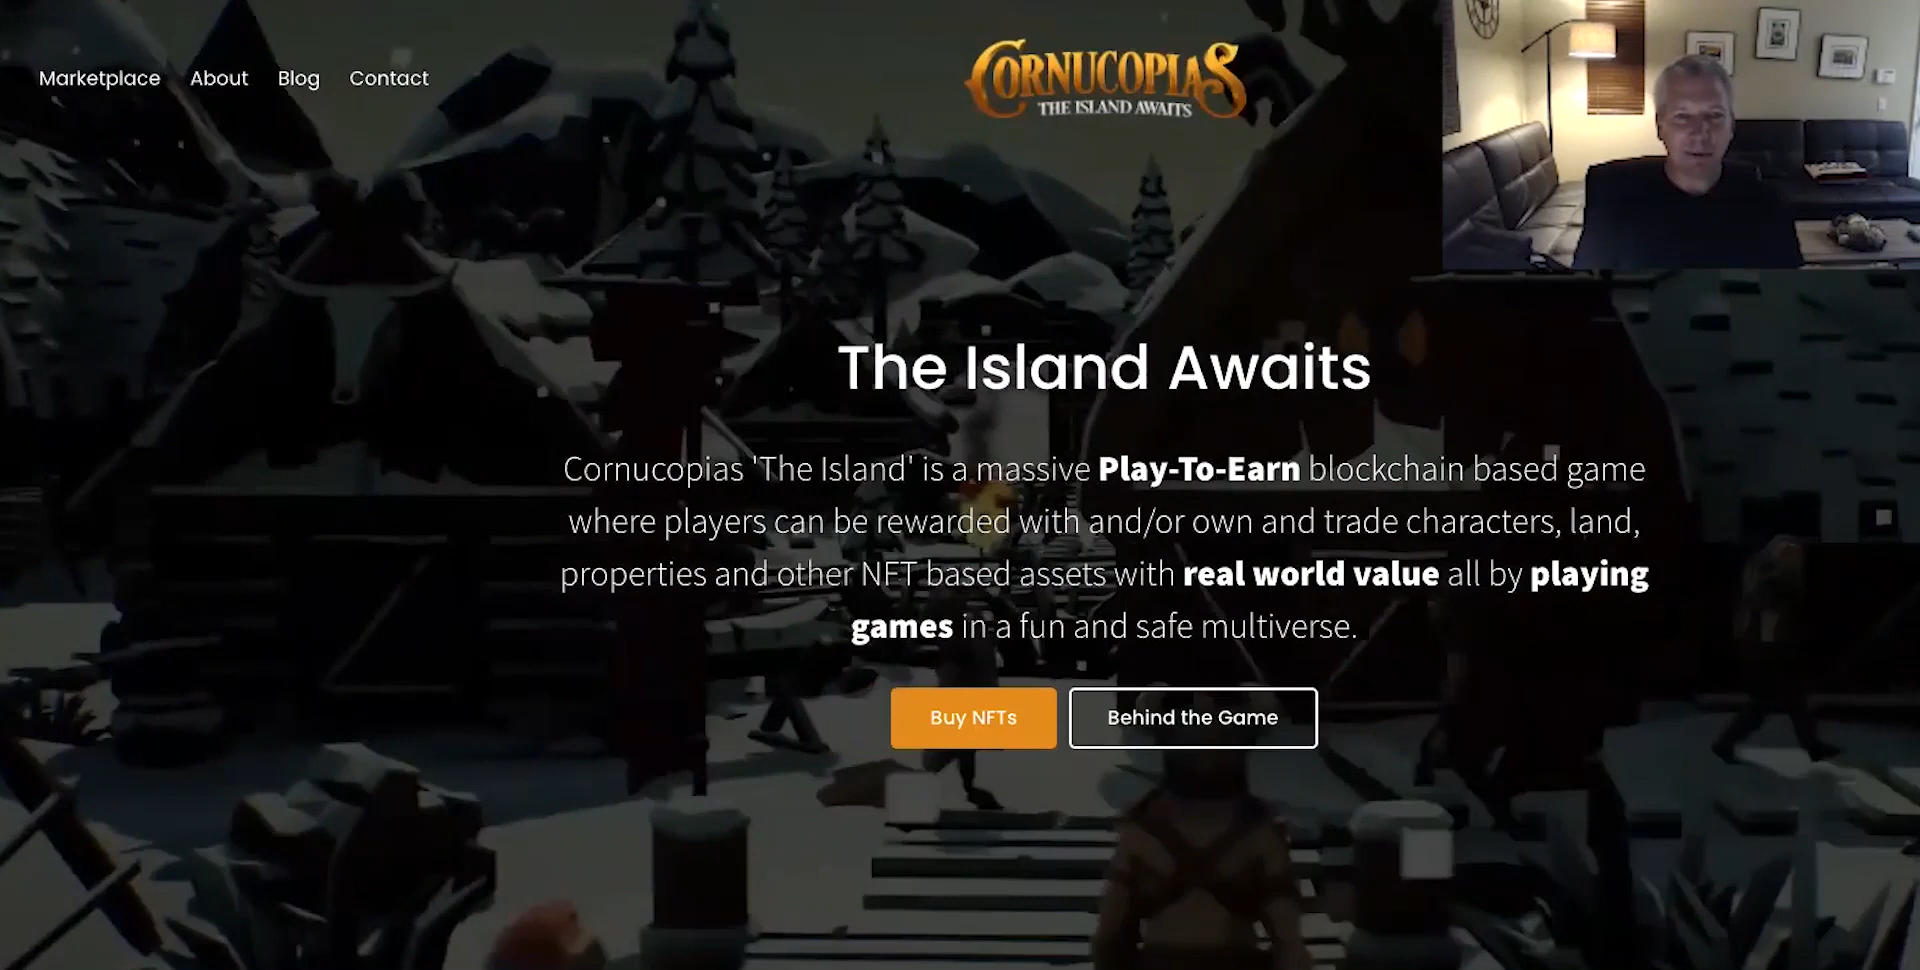 Marketplace About Blog Contact
CORNUCOPIAS
THE ISLAND AWAITS
The Island Awaits
Cornucopias 'The Island' is a massive Play-To-Earn blockchain based game
where players can be rewarded with and/or own and trade characters, land,
properties and other NFT based assets with real world value all by playing
games in a fun and safe multiverse.
Buy NFTs Behind the Game